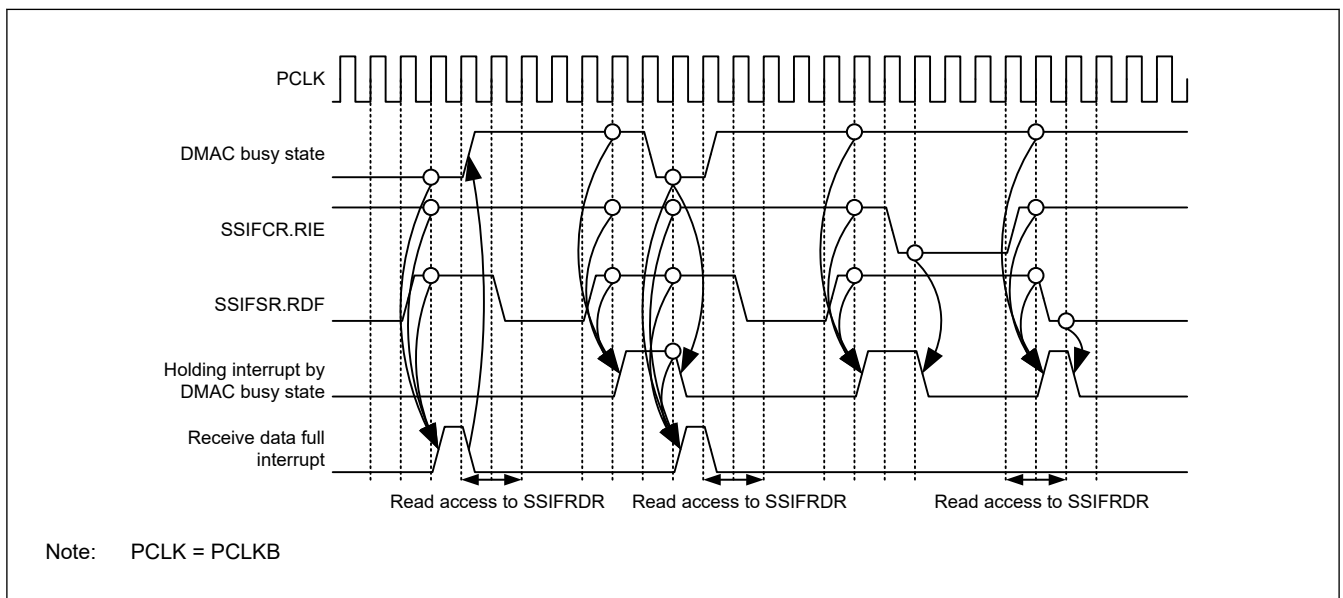 PCLK
DMAC busy state
SSIFCR.RIE
SSIFSR.RDF
Holding interrupt by
DMAC busy state
Receive data full
interrupt
Read access to SSIFRDR Read access to SSIFRDR Read access to SSIFRDR
Note: PCLK = PCLKB